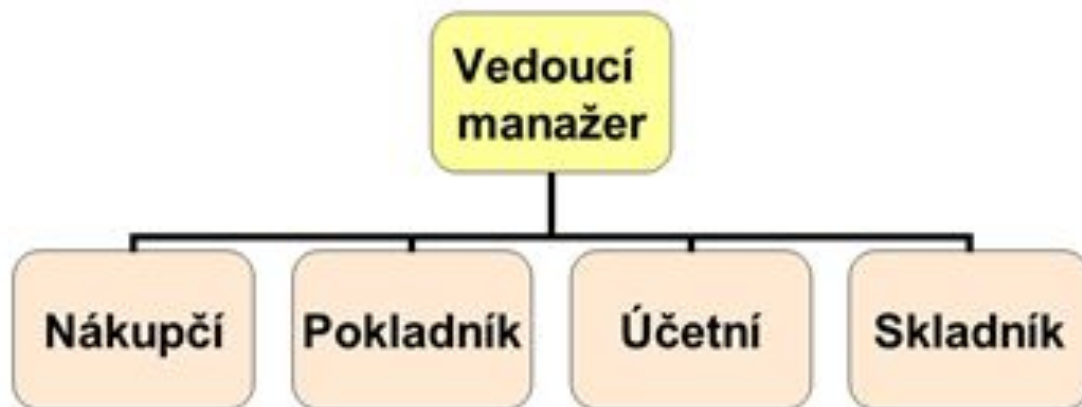 Vedoucí
manažer
Nákupčí
Pokladník
Účetní
Skladník